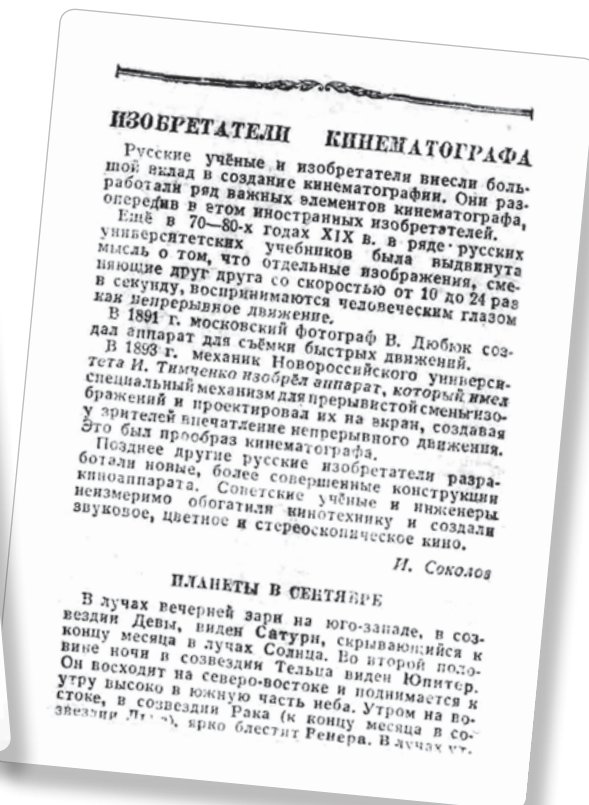 ИЗОБРЕТАТЕЛИ КИНЕМАТОГРАФА
Русские учёные и изобретатели внесли боль-
шой вклад в создание кинематографии. Они раз-
работали ряд важных элементов кинематографа,
опередив в этом иностранных изобретателей.
Ещё в 70—80-х годах XIX в. в ряде русских
университетских учебников была выдвинута
мысль о том, что отдельные изображения, сме-
няющие друг друга со скоростью от 10 до 24 раз
в секунду, воспринимаются человеческим глазом
как непрерывное движение.
В 1891 г. московский фотограф В. Дюбюк соз-
дал аппарат для съёмки быстрых движений.
В 1893 г. механик Новороссийского универси-
тета И. Тимченко изобрёл аппарат, который имел
специальный механизм для прерывистой смены изо-
бражений и проектировал их на экран, создавая
у зрителей впечатление непрерывного движения.
Это был прообраз кинематографа.
Позднее другие русские изобретатели разра-
ботали новые, более совершенные конструкции
киноаппарата. Советские учёные и инженеры
неизмеримо обогатили кинотехнику и создали
звуковое, цветное и стереоскопическое кино.
И. Соколов
ПЛАНЕТЫ В СЕНТЯБРЕ
В лучах вечерней зари на юго-западе, в соз-
вездии Девы, виден Сатурн, скрывающийся к
концу месяца в лучах Солнца. Во второй поло-
вине ночи в созвездии Тельца виден Юпитер.
Он восходит на северо-востоке и поднимается к
утру высоко в южную часть неба. Утром на во-
стоке, в созвездии Рака (к концу месяца в со-
звездии ярко блестит Венера. В лучах ут-